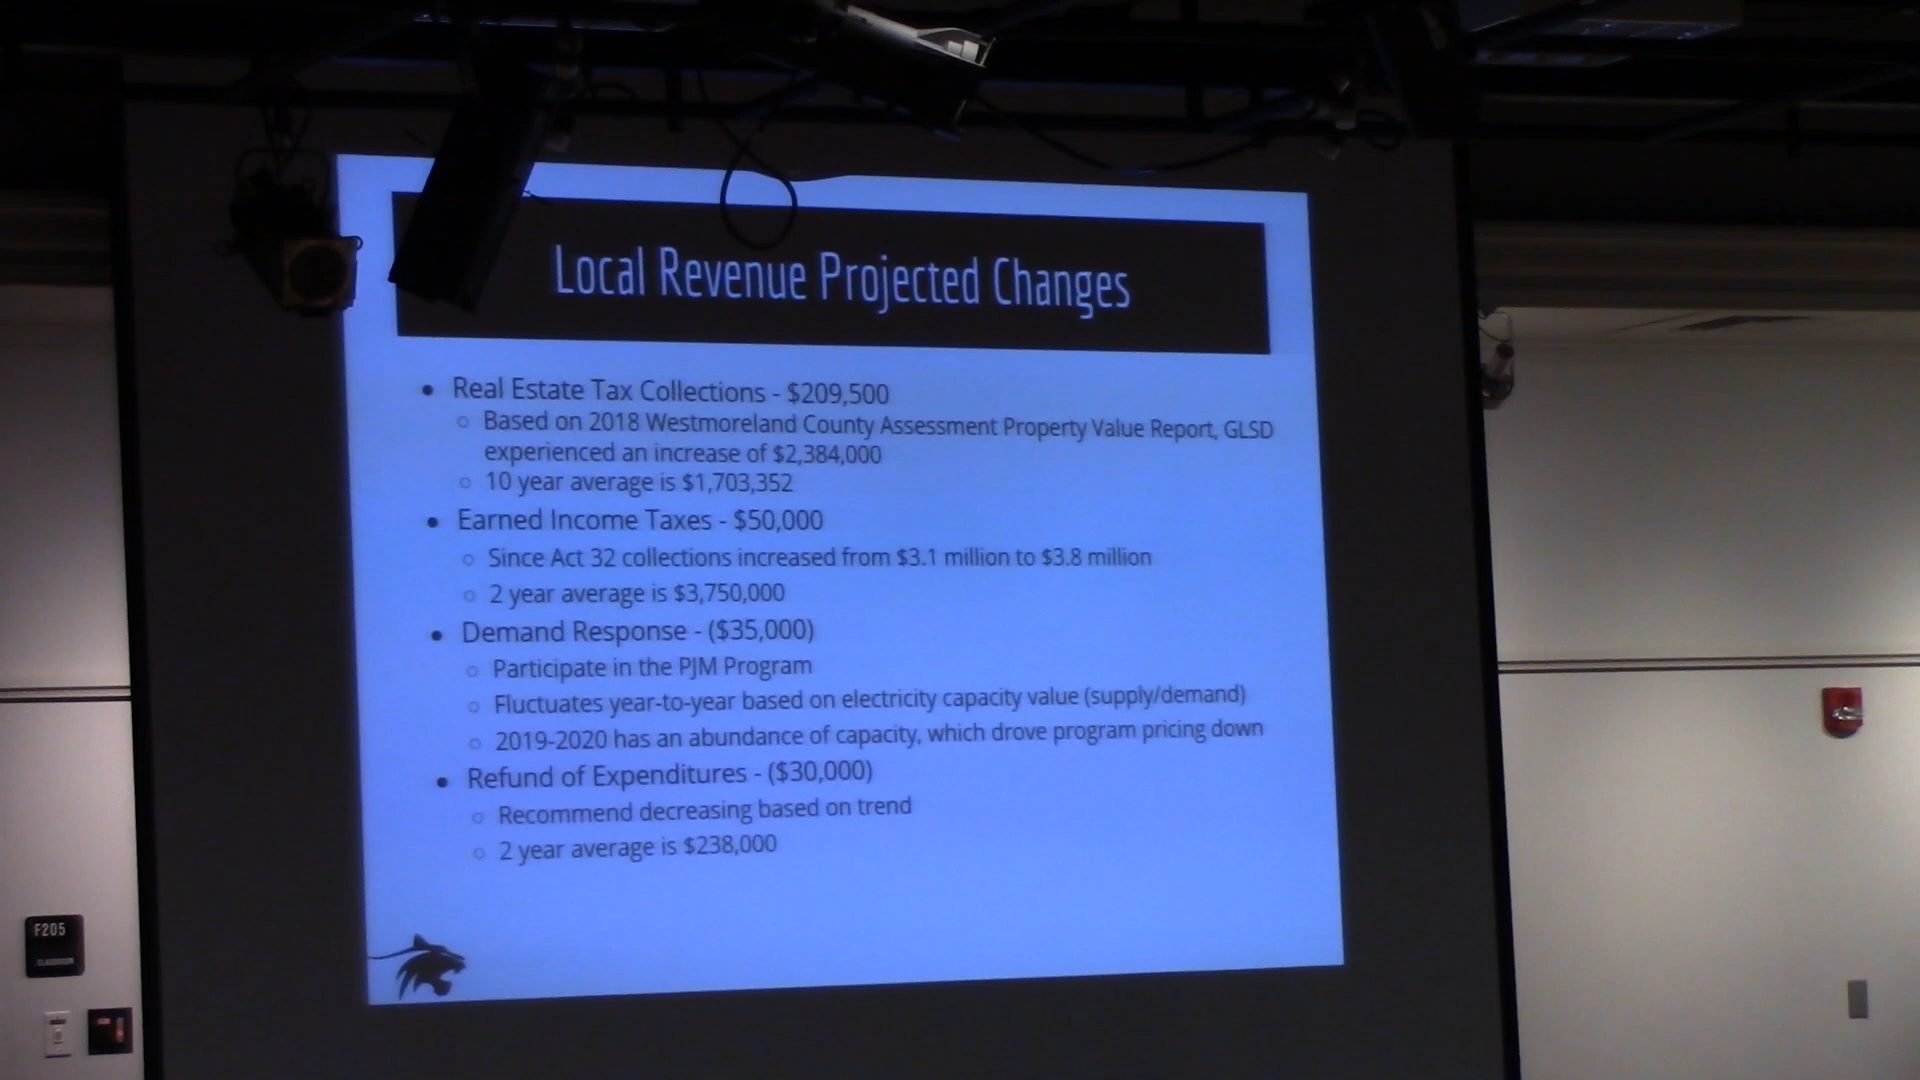 Local Revenue Projected Changes
• Real Estate Tax Collections - $209,500
○ Based on 2018 Westmoreland County Assessment Property Value Report, GLSD
experienced an increase of $2,384,000
○ 10 year average is $1,703,352
• Earned Income Taxes - $50,000
○ Since Act 32 collections increased from $3.1 million to $3.8 million
○ 2 year average is $3,750,000
• Demand Response - ($35,000)
○ Participate in the PJM Program
○ Fluctuates year-to-year based on electricity capacity value (supply/demand)
○ 2019-2020 has an abundance of capacity, which drove program pricing down
• Refund of Expenditures - ($30,000)
○ Recommend decreasing based on trend
○ 2 year average is $238,000
F205
CLASSROOM